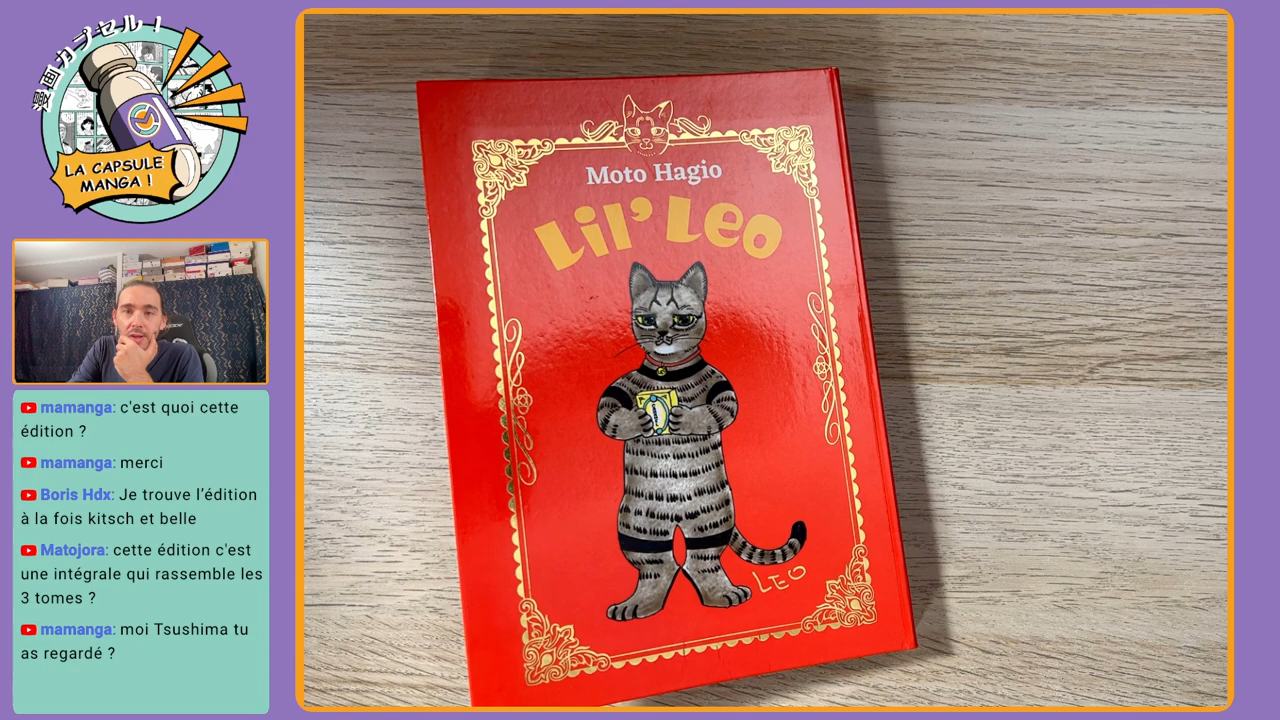 漫画カプセル！
LA CAPSULE
MANGA !
mamanga: c'est quoi cette
édition ?
mamanga: merci
Boris Hdx: Je trouve l’édition
à la fois kitsch et belle
Matojora: cette édition c'est
une intégrale qui rassemble les
3 tomes ?
mamanga: moi Tsushima tu
as regardé ?
Moto Hagio
Lil’ Leo
LEO